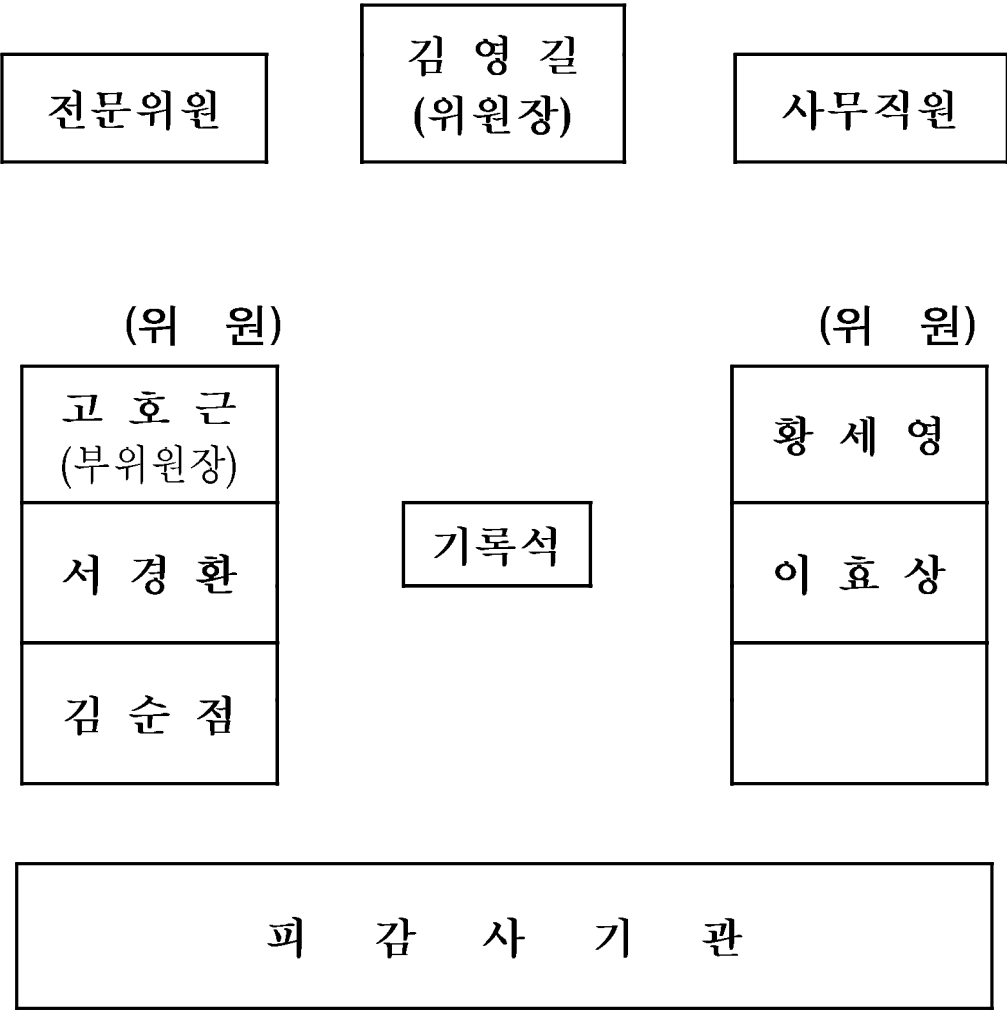 김 영 길
(위원장)
전문위원
사무직원
(위 원)
(위 원)
고 호 근
(부위원장)
서 경 환
김 순 점
기록석
황 세 영
이 효 상
피 감 사 기 관